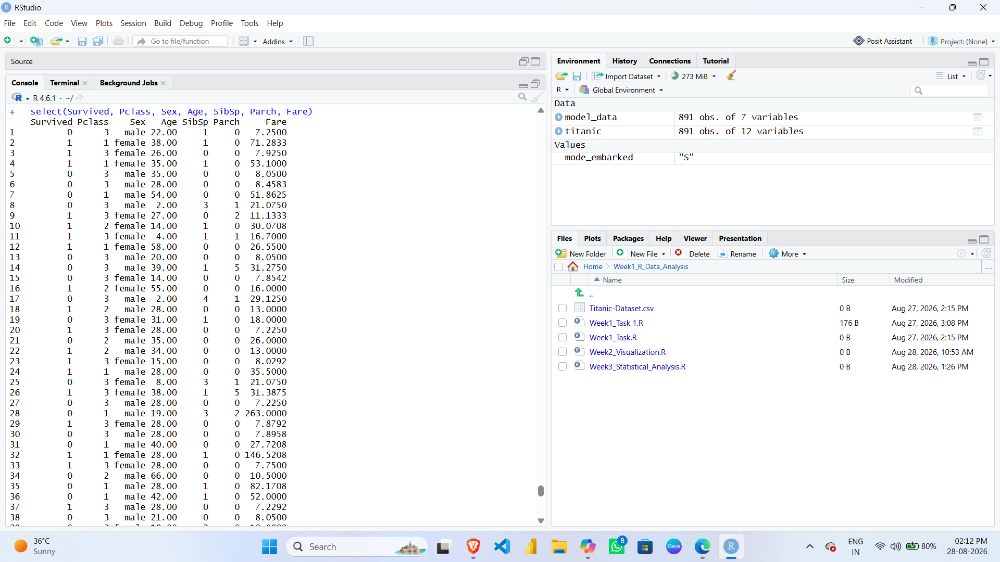 RStudio
File Edit Code View Plots Session Build Debug Profile Tools Help
Go to file/function Addins Posit Assistant Project: (None)
Source
Console Terminal Background Jobs
R R 4.6.1 · ~/
+ select(Survived, Pclass, Sex, Age, SibSp, Parch, Fare)
Survived Pclass Sex Age SibSp Parch Fare
1 0 3 male 22.00 1 0 7.2500
2 1 1 female 38.00 1 0 71.2833
3 1 3 female 26.00 0 0 7.9250
4 1 1 female 35.00 1 0 53.1000
5 0 3 male 35.00 0 0 8.0500
6 0 3 male 28.00 0 0 8.4583
7 0 1 male 54.00 0 0 51.8625
8 0 3 male 2.00 3 1 21.0750
9 1 3 female 27.00 0 2 11.1333
10 1 2 female 14.00 1 0 30.0708
11 1 3 female 4.00 1 1 16.7000
12 1 1 female 58.00 0 0 26.5500
13 0 3 male 20.00 0 0 8.0500
14 0 3 male 39.00 1 5 31.2750
15 0 3 female 14.00 0 0 7.8542
16 1 2 female 55.00 0 0 16.0000
17 0 3 male 2.00 4 1 29.1250
18 1 2 male 28.00 0 0 13.0000
19 0 3 female 31.00 1 0 18.0000
20 1 3 female 28.00 0 0 7.2250
21 0 2 male 35.00 0 0 26.0000
22 1 2 male 34.00 0 0 13.0000
23 1 3 female 15.00 0 0 8.0292
24 1 1 male 28.00 0 0 35.5000
25 0 3 female 8.00 3 1 21.0750
26 1 3 female 38.00 1 5 31.3875
27 0 3 male 28.00 0 0 7.2250
28 0 1 male 19.00 3 2 263.0000
29 1 3 female 28.00 0 0 7.8792
30 0 3 male 28.00 0 0 7.8958
31 0 1 male 40.00 0 0 27.7208
32 1 1 female 28.00 1 0 146.5208
33 1 3 female 28.00 0 0 7.7500
34 0 2 male 66.00 0 0 10.5000
35 0 1 male 28.00 1 0 82.1708
36 0 1 male 42.00 1 0 52.0000
37 1 3 male 28.00 0 0 7.2292
38 0 3 male 21.00 0 0 8.0500
Environment History Connections Tutorial
Import Dataset 273 MiB List
R Global Environment
Data
model_data 891 obs. of 7 variables
titanic 891 obs. of 12 variables
Values
mode_embarked "S"
Files Plots Packages Help Viewer Presentation
New Folder New File Delete Rename More
Home Week1_R_Data_Analysis ...
Name Size Modified
..
Titanic-Dataset.csv 0 B Aug 27, 2026, 2:15 PM
Week1_Task 1.R 176 B Aug 27, 2026, 3:08 PM
Week1_Task.R 0 B Aug 27, 2026, 2:15 PM
Week2_Visualization.R 0 B Aug 28, 2026, 10:53 AM
Week3_Statistical_Analysis.R 0 B Aug 28, 2026, 1:26 PM
36°C
Sunny
Search
8
Canva
R
ENG
IN
80%
02:12 PM
28-08-2026